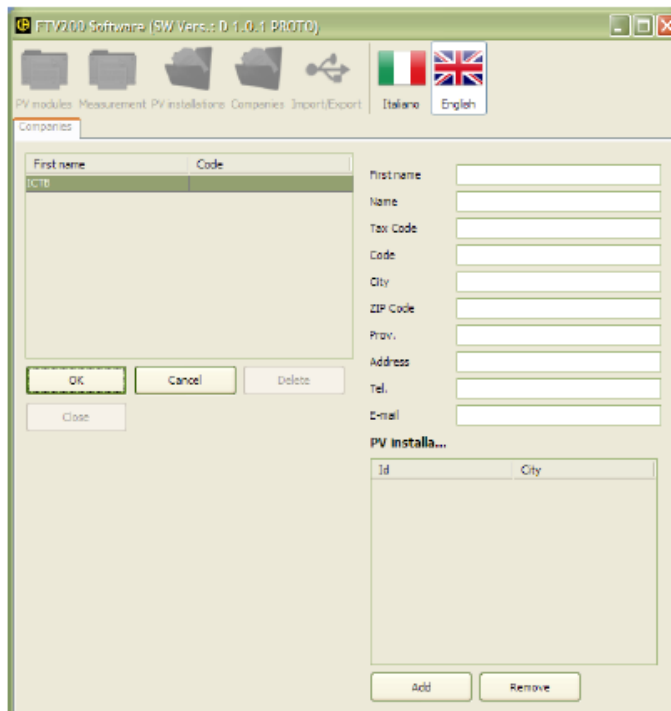 FTV200 Software (SW Vers.: D 1.0.1 PROTO)
PV modules Measurement PV installations Companies Import/Export Italiano English
Companies
First name Code
ICTB
OK Cancel Delete
Close
First name
Name
Tax Code
Code
City
ZIP Code
Prov.
Address
Tel.
E-mail
PV installa...
Id City
Add Remove